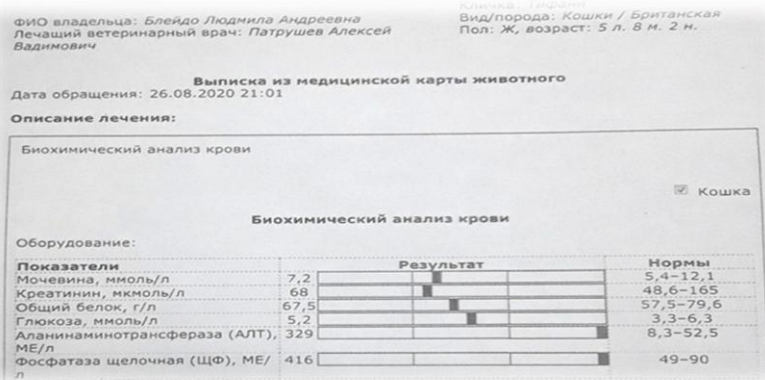 Кличка: Тифани
ФИО владельца: Блейдо Людмила Андреевна
Вид/порода: Кошки / Британская
Лечащий ветеринарный врач: Патрушев Алексей
Пол: Ж, возраст: 5 л. 8 м. 2 н.
Вадимович
Выписка из медицинской карты животного
Дата обращения: 26.08.2020 21:01
Описание лечения:
Биохимический анализ крови
Кошка
Биохимический анализ крови
Оборудование:
Показатели Результат Нормы
Мочевина, ммоль/л 7,2 5,4–12,1
Креатинин, мкмоль/л 68 48,6–165
Общий белок, г/л 67,5 57,5–79,6
Глюкоза, ммоль/л 5,2 3,3–6,3
Аланинаминотрансфераза (АЛТ), 329 8,3–52,5
МЕ/л
Фосфатаза щелочная (ЩФ), МЕ/ 416 49–90
л